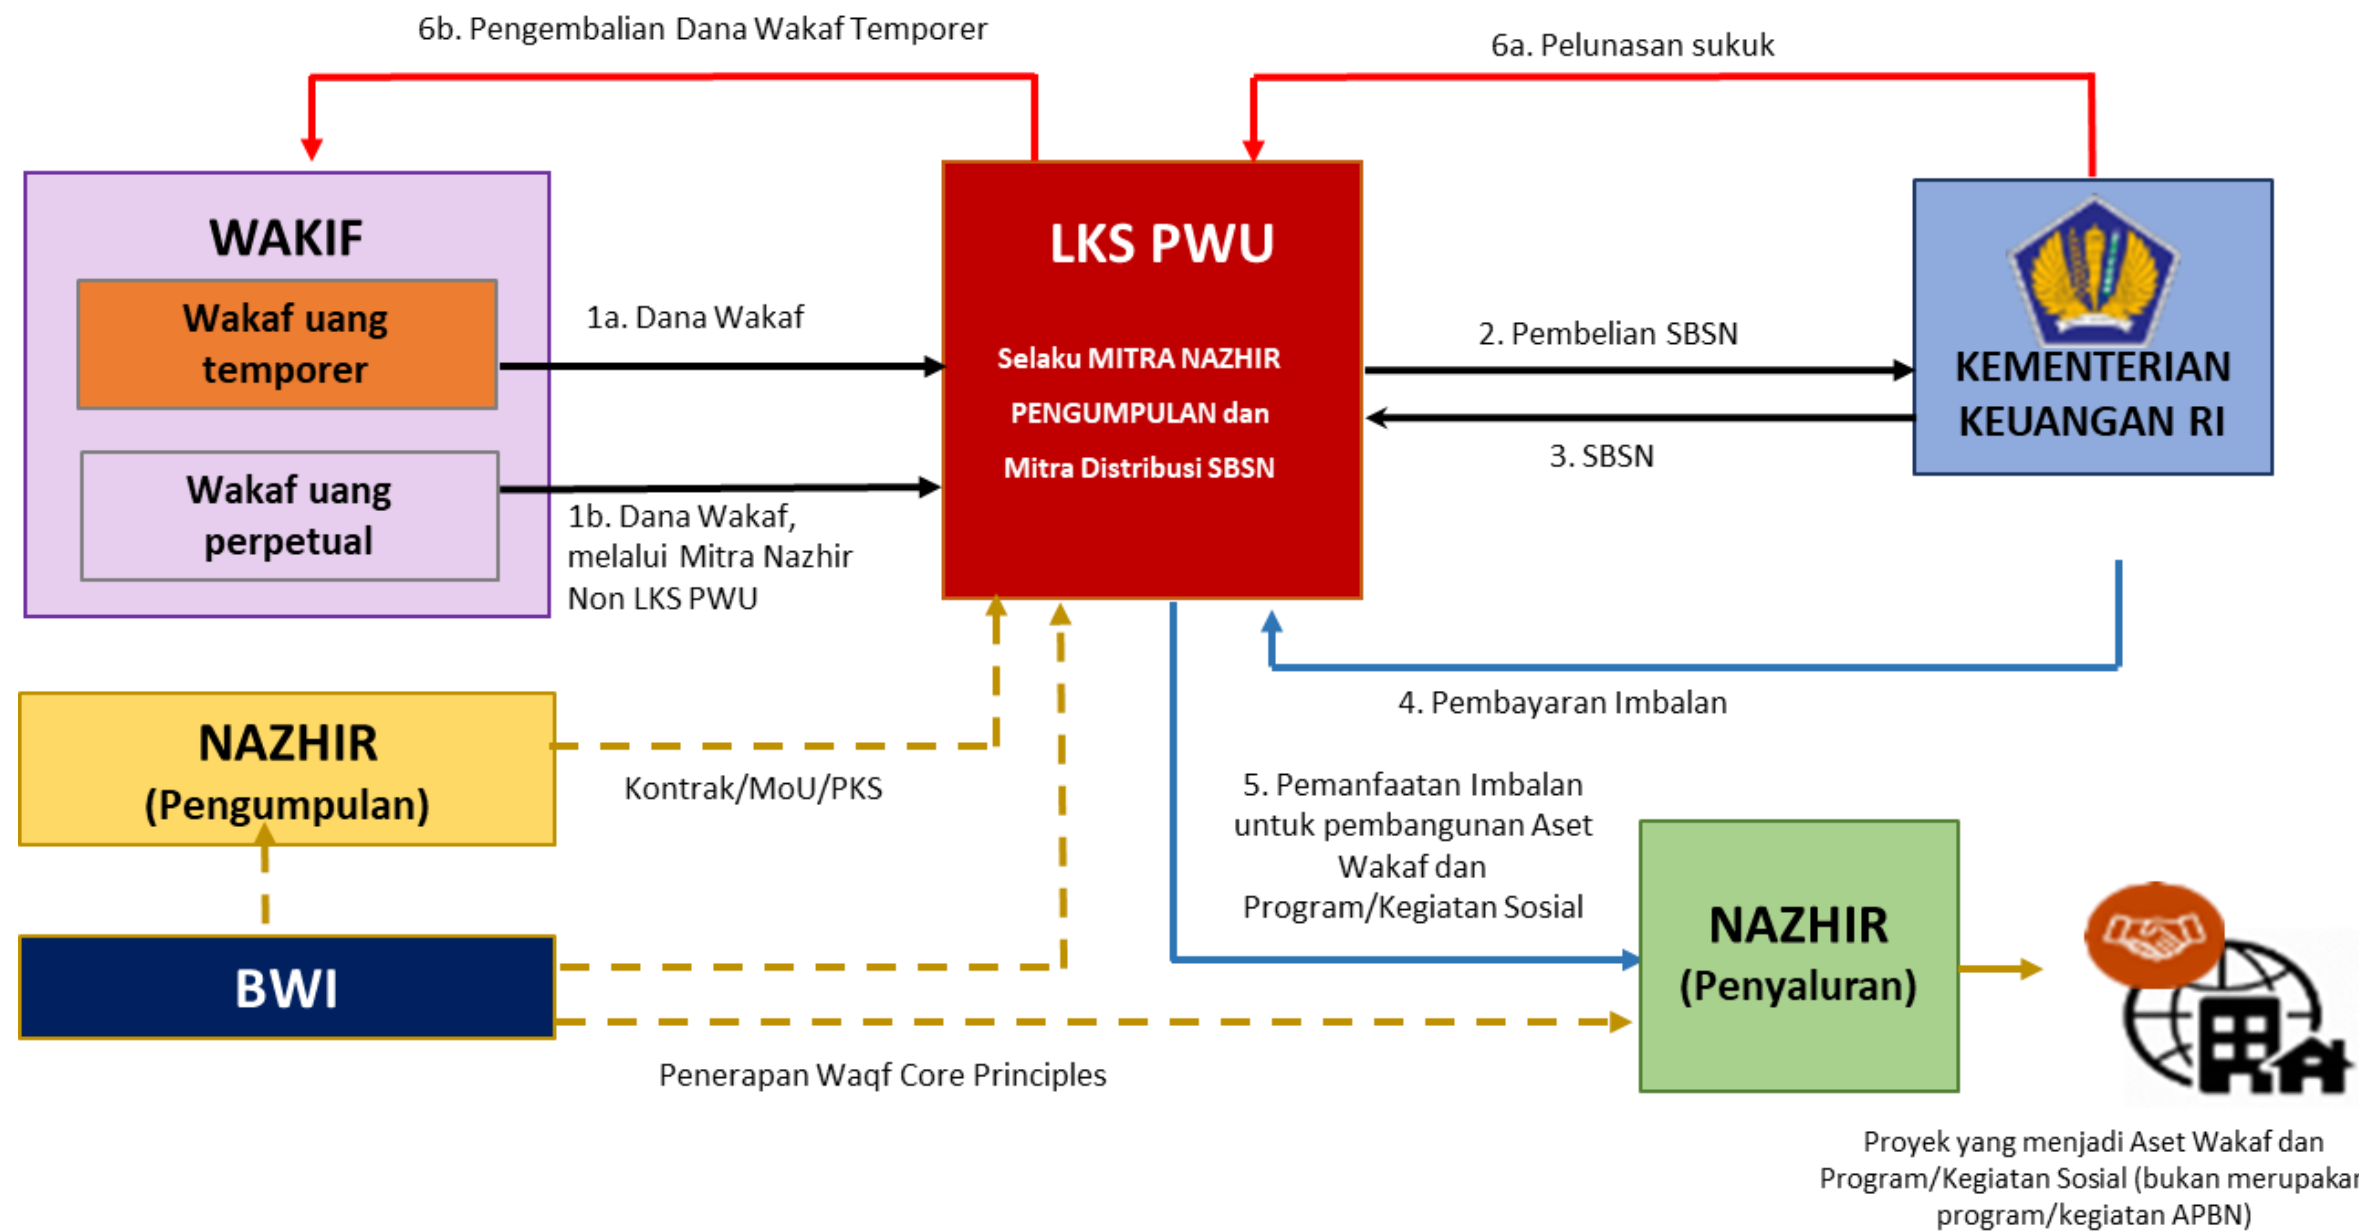 6b. Pengembalian Dana Wakaf Temporer
6a. Pelunasan sukuk
WAKIF
Wakaf uang
temporer
Wakaf uang
perpetual
1a. Dana Wakaf
1b. Dana Wakaf,
melalui Mitra Nazhir
Non LKS PWU
LKS PWU
Selaku MITRA NAZHIR
PENGUMPULAN dan
Mitra Distribusi SBSN
2. Pembelian SBSN
3. SBSN
KEMENTERIAN
KEUANGAN RI
4. Pembayaran Imbalan
NAZHIR
(Pengumpulan)
Kontrak/MoU/PKS
5. Pemanfaatan Imbalan
untuk pembangunan Aset
Wakaf dan
Program/Kegiatan Sosial
BWI
NAZHIR
(Penyaluran)
Penerapan Waqf Core Principles
Proyek yang menjadi Aset Wakaf dan
Program/Kegiatan Sosial (bukan merupakan
program/kegiatan APBN)